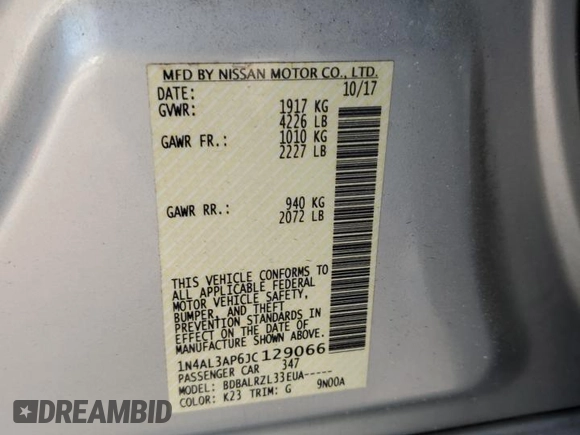 MFD BY NISSAN MOTOR CO., LTD.
DATE: 10/17
GVWR: 1917 KG
4226 LB
GAWR FR.: 1010 KG
2227 LB
GAWR RR.: 940 KG
2072 LB
THIS VEHICLE CONFORMS TO
ALL APPLICABLE FEDERAL
MOTOR VEHICLE SAFETY,
BUMPER, AND THEFT
PREVENTION STANDARDS IN
EFFECT ON THE DATE OF
MANUFACTURE SHOWN ABOVE.
1N4AL3AP6JC129066
PASSENGER CAR 347
MODEL: BDBALRZL33EUA-----
COLOR: K23 TRIM: G 9N00A
DREAMBID